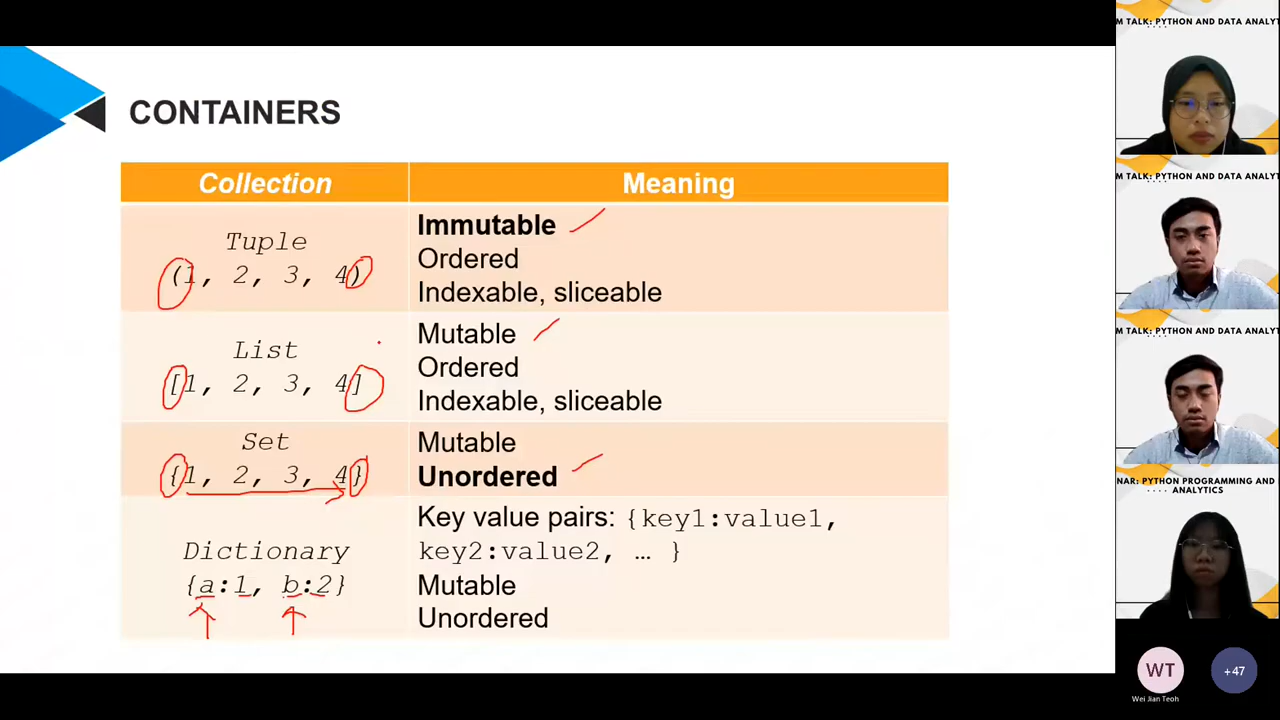 CONTAINERS
Collection
Meaning
Tuple
(1, 2, 3, 4)
Immutable
Ordered
Indexable, sliceable
List
[1, 2, 3, 4]
Mutable
Ordered
Indexable, sliceable
Set
{1, 2, 3, 4}
Mutable
Unordered
Dictionary
{a:1, b:2}
Key value pairs: {key1:value1,
key2:value2, … }
Mutable
Unordered
M TALK: PYTHON AND DATA ANALYT
M TALK: PYTHON AND DATA ANALYT
M TALK: PYTHON AND DATA ANALYT
NAR: PYTHON PROGRAMMING AND
ANALYTICS
WT
Wei Jian Teoh
+47